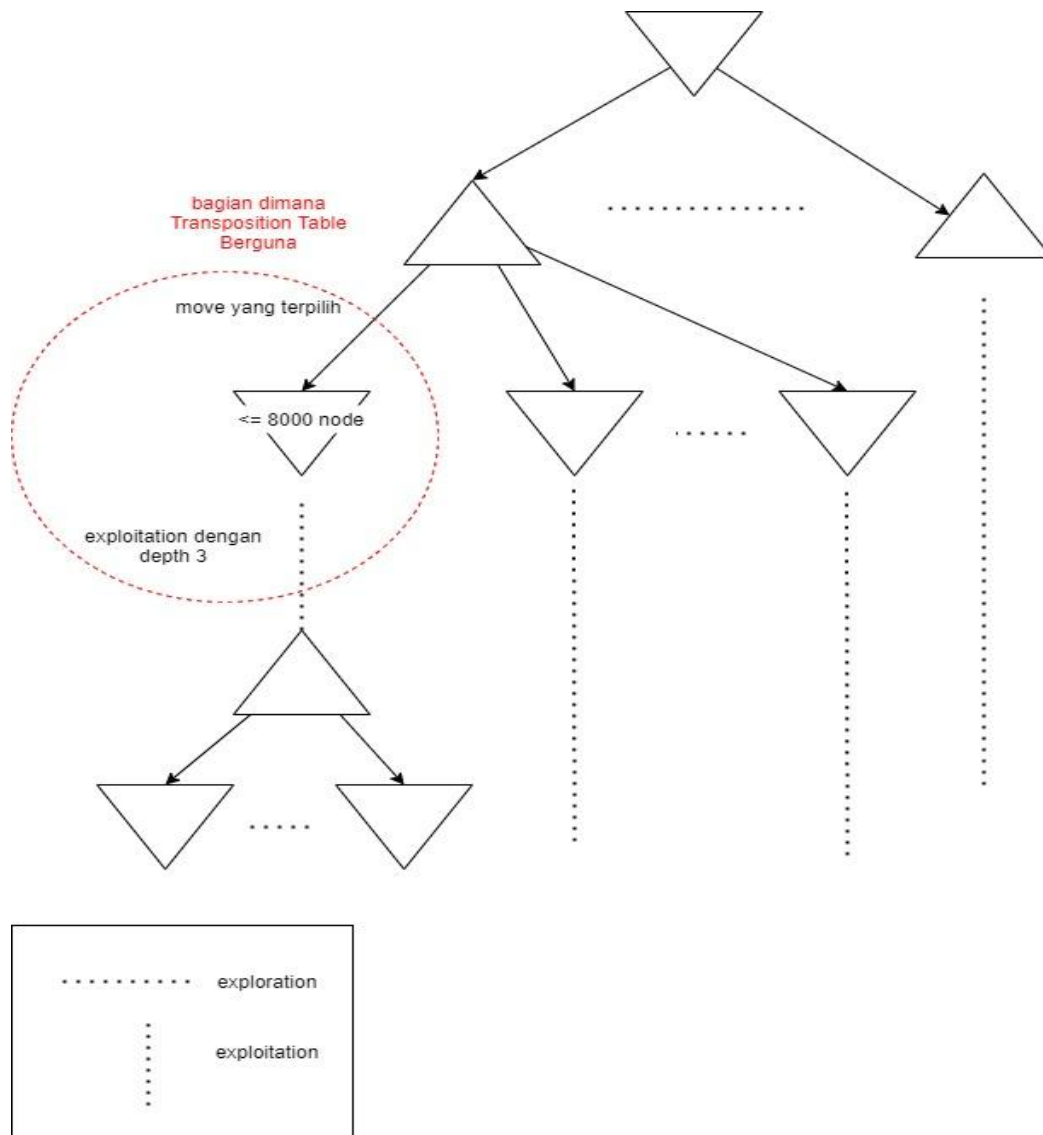 bagian dimana
Transposition Table
Berguna
move yang terpilih
<= 8000 node
exploitation dengan
depth 3
exploration
exploitation